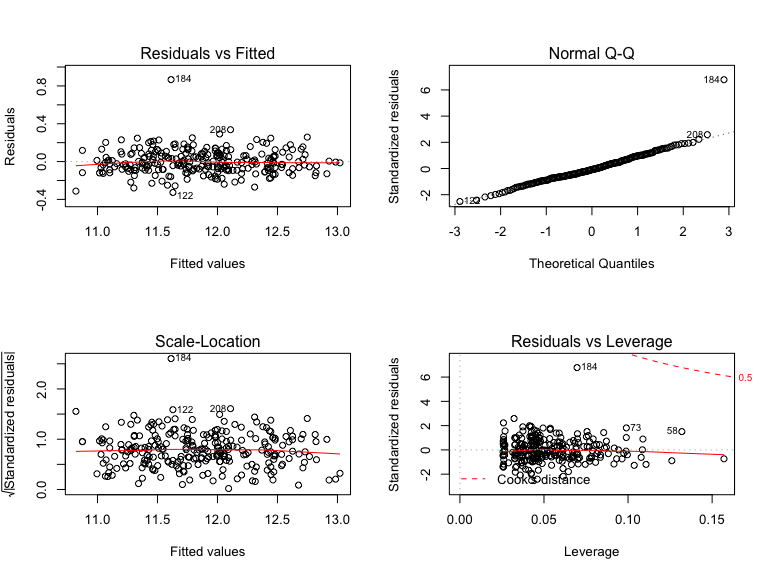 Residuals vs Fitted
Residuals
0.8
0.4
0.0
-0.4
184
208
122
11.0 11.5 12.0 12.5 13.0
Fitted values
Normal Q-Q
Standardized residuals
6
4
2
0
-2
184
208
122
-3 -2 -1 0 1 2 3
Theoretical Quantiles
Scale-Location
√|Standardized residuals|
2.0
1.0
0.0
184
122
208
11.0 11.5 12.0 12.5 13.0
Fitted values
Residuals vs Leverage
Standardized residuals
6
4
2
0
-2
184
0.5
73
58
Cook's distance
0.00 0.05 0.10 0.15
Leverage